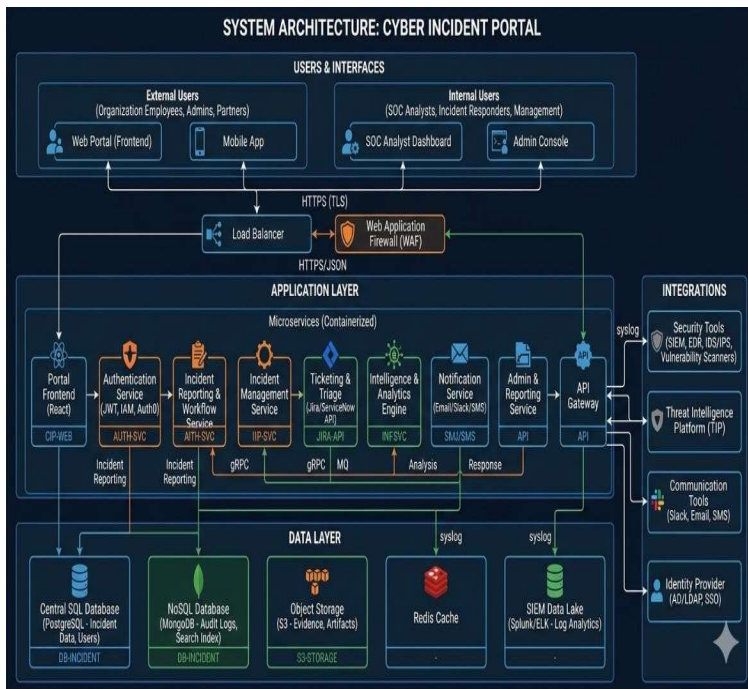 SYSTEM ARCHITECTURE: CYBER INCIDENT PORTAL
USERS & INTERFACES
External Users
(Organization Employees, Admins, Partners)
Web Portal (Frontend)
Mobile App
Internal Users
(SOC Analysts, Incident Responders, Management)
SOC Analyst Dashboard
Admin Console
HTTPS (TLS)
Load Balancer
Web Application
Firewall (WAF)
HTTPS/JSON
APPLICATION LAYER
Microservices (Containerized)
Portal
Frontend
(React)
CIP-WEB
Authentication
Service
(JWT, IAM, Auth0)
AUTH-SVC
Incident
Reporting &
Workflow
Service
AITH-SVC
Incident
Management
Service
IIP-SVC
Ticketing &
Triage
(Jira/ServiceNow
API)
JIRA-API
Intelligence &
Analytics
Engine
INFSVC
Notification
Service
(Email/Slack/SMS)
SMJ/SMS
Admin &
Reporting
Service
API
API
API
Gateway
API
Incident
Reporting
Incident
Reporting
gRPC
gRPC
MQ
Analysis
Response
syslog
INTEGRATIONS
Security Tools
(SIEM, EDR, IDS/IPS,
Vulnerability Scanners)
Threat Intelligence
Platform (TIP)
Communication
Tools
(Slack, Email, SMS)
Identity Provider
(AD/LDAP, SSO)
DATA LAYER
syslog
syslog
Central SQL Database
(PostgreSQL - Incident
Data, Users)
DB-INCIDENT
NoSQL Database
(MongoDB - Audit Logs,
Search Index)
DB-INCIDENT
Object Storage
(S3 - Evidence, Artifacts)
S3-STORAGE
Redis Cache
-
SIEM Data Lake
(Splunk/ELK - Log Analytics)
-